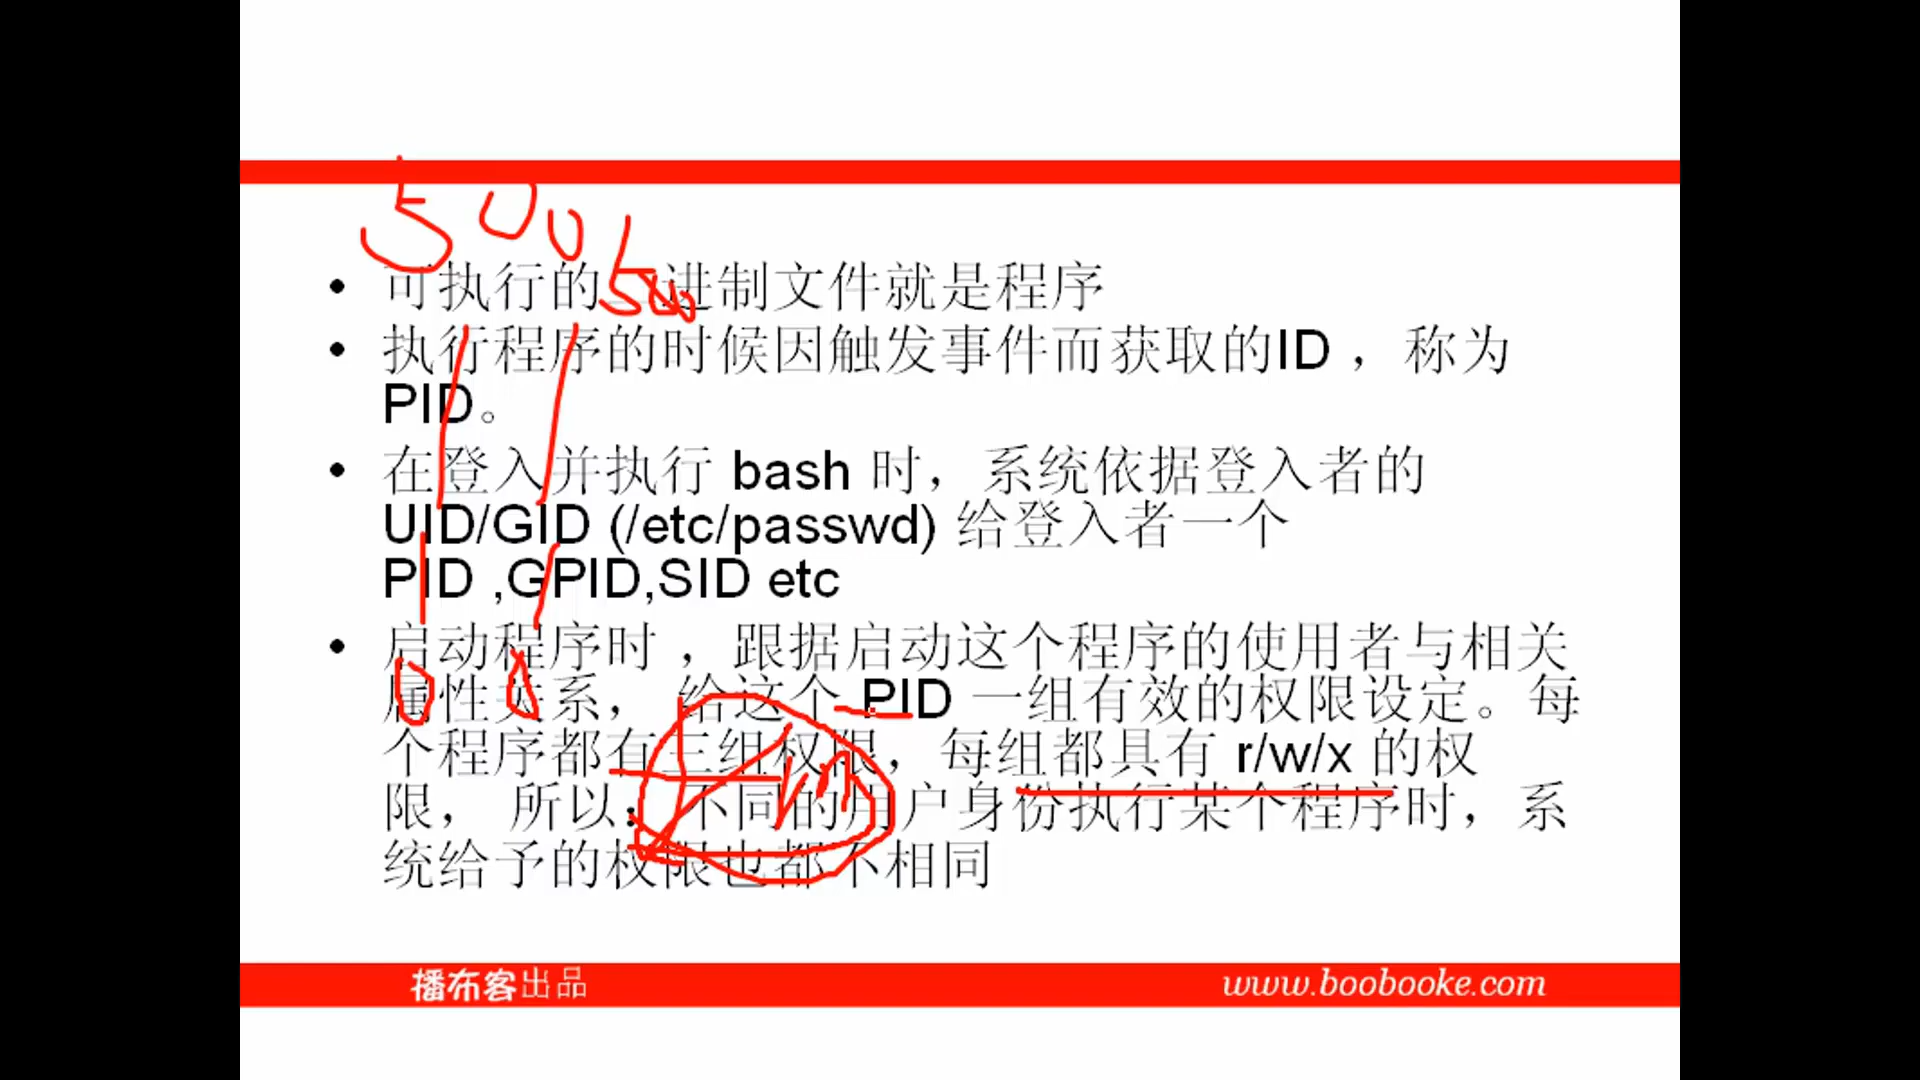 500
500
可执行的二进制文件就是程序
执行程序的时候因触发事件而获取的ID，称为
PID。
在登入并执行 bash 时，系统依据登入者的
UID/GID (/etc/passwd) 给登入者一个
PID ,GPID,SID etc
启动程序时，跟据启动这个程序的使用者与相关
属性关系，给这个 PID 一组有效的权限设定。每
个程序都有三组权限，每组都具有 r/w/x 的权
限， 所以：不同的用户身份执行某个程序时，系
统给予的权限也都不相同
0 0
播布客出品
www.boobooke.com